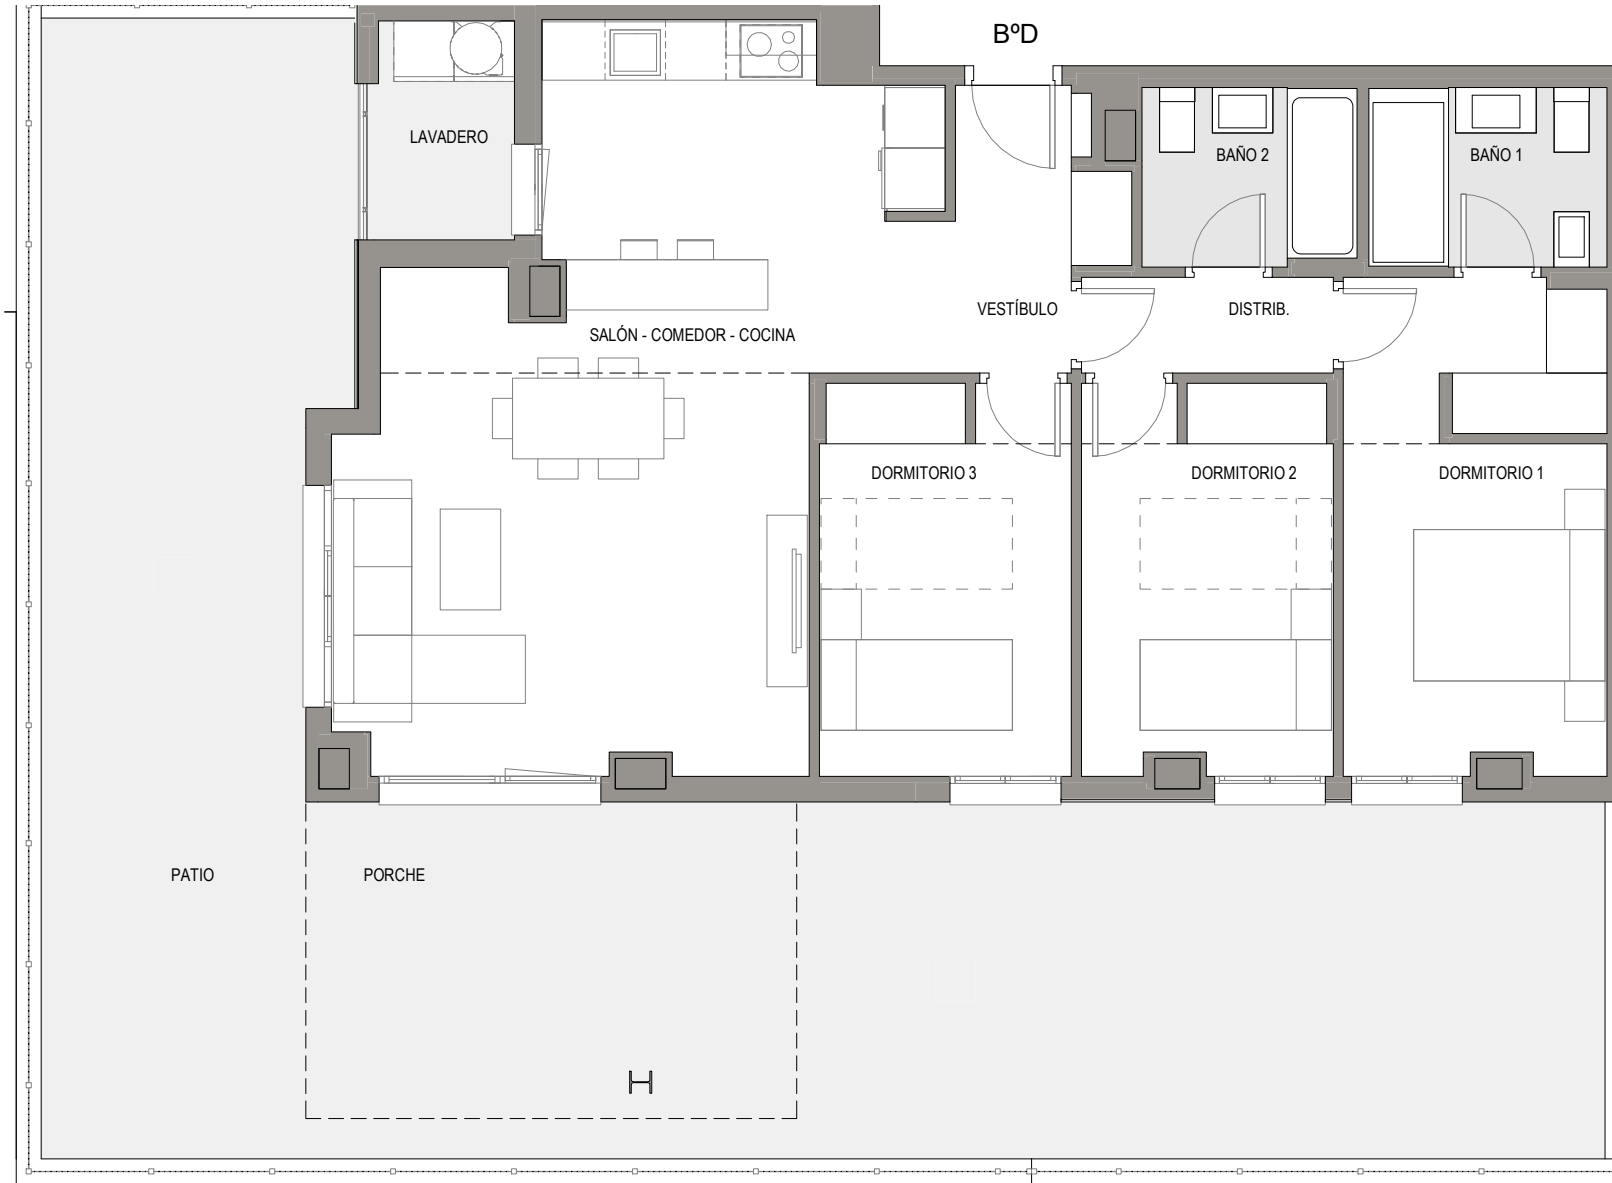 BºD
LAVADERO
BAÑO 2
BAÑO 1
VESTÍBULO
DISTRIB.
SALÓN - COMEDOR - COCINA
DORMITORIO 3
DORMITORIO 2
DORMITORIO 1
PATIO
PORCHE